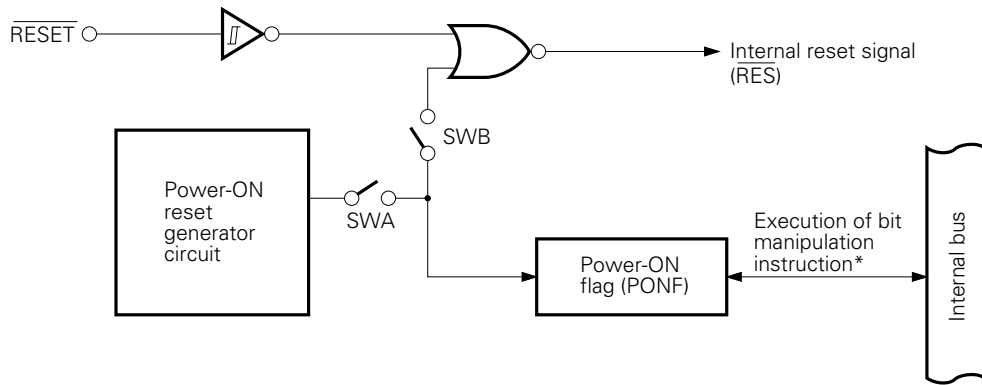 RESET
Internal reset signal
(RES)
SWB
Power-ON
reset
generator
circuit
SWA
Execution of bit
manipulation
instruction*
Power-ON
flag (PONF)
Internal bus